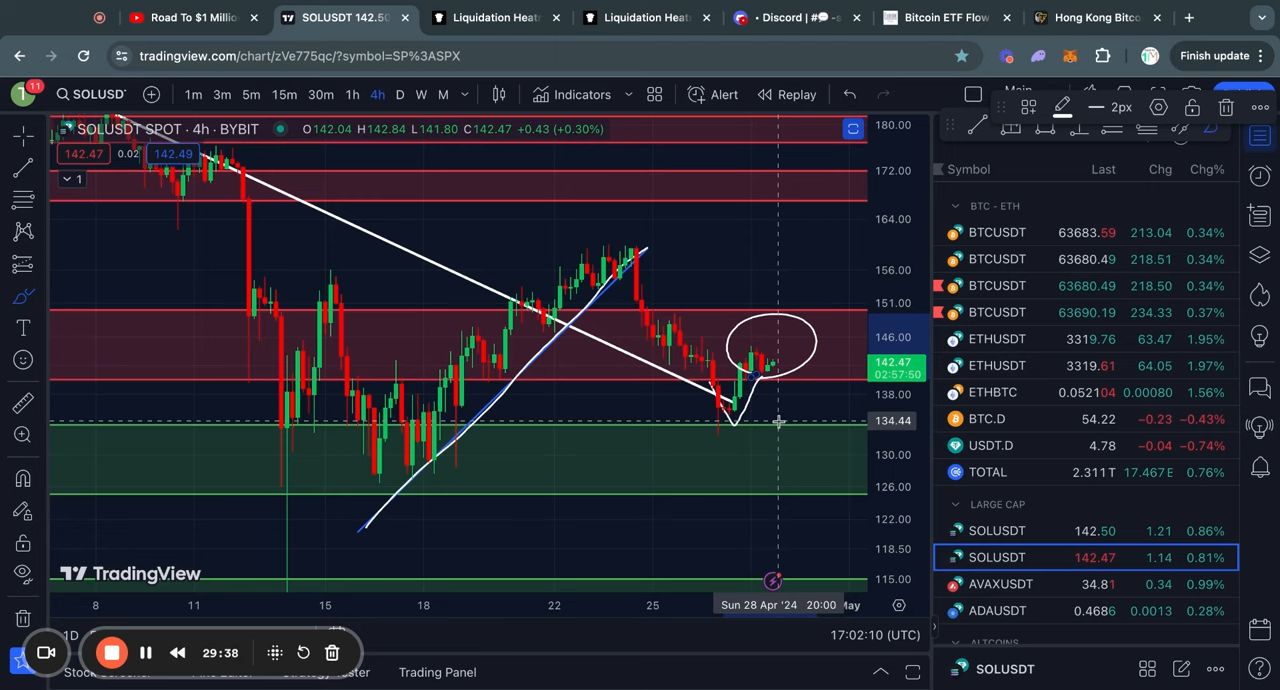 Road To $1 Millio
SOLUSDT 142.50
Liquidation Heat
Liquidation Heat
• Discord | #
Bitcoin ETF Flow
Hong Kong Bitco
tradingview.com/chart/zVe775qc/?symbol=SP%3ASPX
Finish update
11
SOLUSD
1m 3m 5m 15m 30m 1h 4h D W M
Indicators
Alert
Replay
Main
2px
SOLUSDT SPOT · 4h · BYBIT
O142.04 H142.84 L141.80 C142.47 +0.43 (+0.30%)
142.47 0.02 142.49
1
180.00
172.00
164.00
156.00
151.00
146.00
142.47
02:57:50
138.00
134.44
130.00
126.00
122.00
118.50
115.00
TradingView
8 11 15 18 22 25 Sun 28 Apr '24 20:00 May
1D
17:02:10 (UTC)
29:38
Trading Panel
Symbol Last Chg Chg%
BTC - ETH
BTCUSDT 63683.59 213.04 0.34%
BTCUSDT 63680.49 218.51 0.34%
BTCUSDT 63680.49 218.50 0.34%
BTCUSDT 63690.19 234.33 0.37%
ETHUSDT 3319.76 63.47 1.95%
ETHUSDT 3319.61 64.05 1.97%
ETHBTC 0.052104 0.00080 1.56%
BTC.D 54.22 −0.23 −0.43%
USDT.D 4.78 −0.04 −0.74%
TOTAL 2.311T 17.467E 0.76%
LARGE CAP
SOLUSDT 142.50 1.21 0.86%
SOLUSDT 142.47 1.14 0.81%
AVAXUSDT 34.81 0.34 0.99%
ADAUSDT 0.4686 0.0013 0.28%
ALTCOINS
SOLUSDT